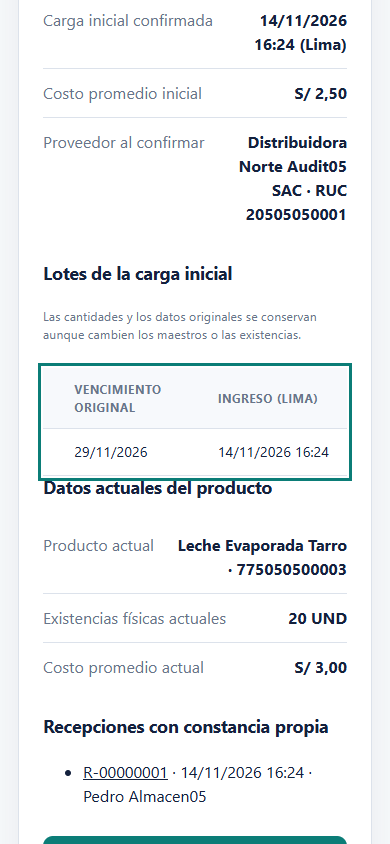 Carga inicial confirmada 14/11/2026
16:24 (Lima)
Costo promedio inicial S/ 2,50
Proveedor al confirmar Distribuidora
Norte Audit05
SAC · RUC
20505050001
Lotes de la carga inicial
Las cantidades y los datos originales se conservan
aunque cambien los maestros o las existencias.
VENCIMIENTO
ORIGINAL INGRESO (LIMA)
29/11/2026 14/11/2026 16:24
Datos actuales del producto
Producto actual Leche Evaporada Tarro
· 775050500003
Existencias físicas actuales 20 UND
Costo promedio actual S/ 3,00
Recepciones con constancia propia
• R-00000001 · 14/11/2026 16:24 ·
Pedro Almacen05